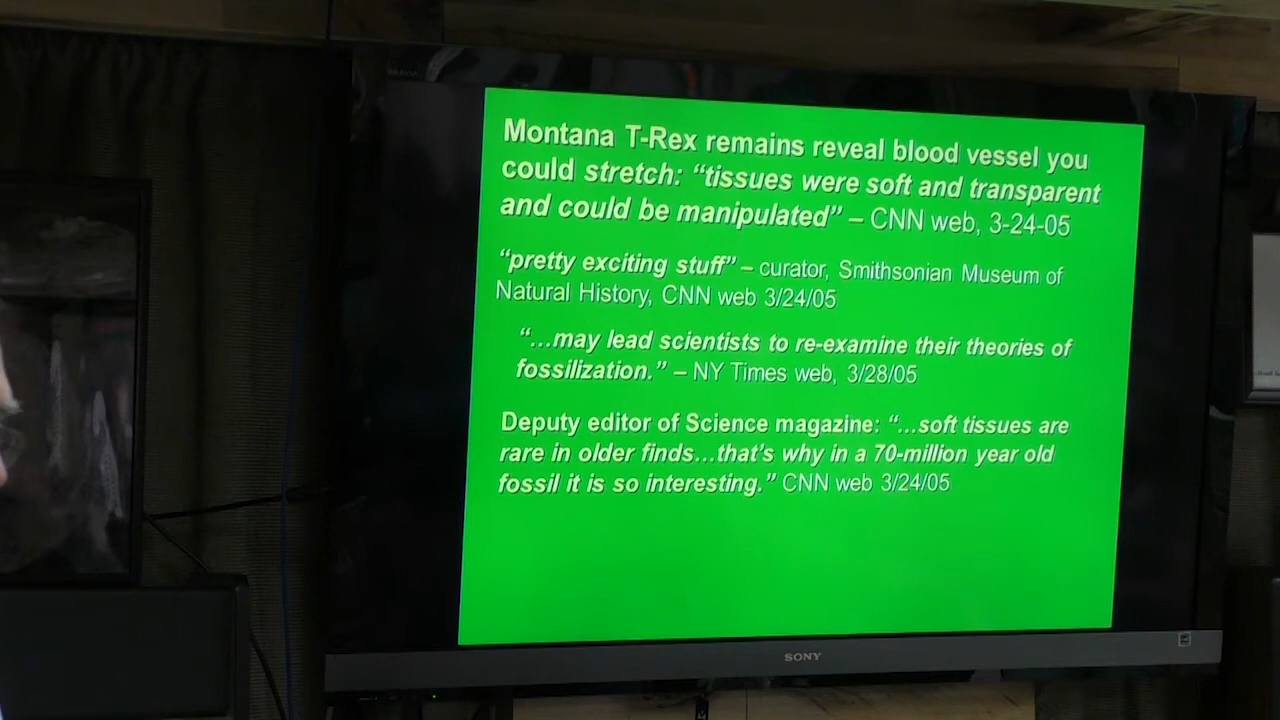 BRAVIA
Montana T-Rex remains reveal blood vessel you
could stretch: “tissues were soft and transparent
and could be manipulated” – CNN web, 3-24-05
“pretty exciting stuff” – curator, Smithsonian Museum of
Natural History, CNN web 3/24/05
“...may lead scientists to re-examine their theories of
fossilization.” – NY Times web, 3/28/05
Deputy editor of Science magazine: “...soft tissues are
rare in older finds...that’s why in a 70-million year old
fossil it is so interesting.” CNN web 3/24/05
SONY